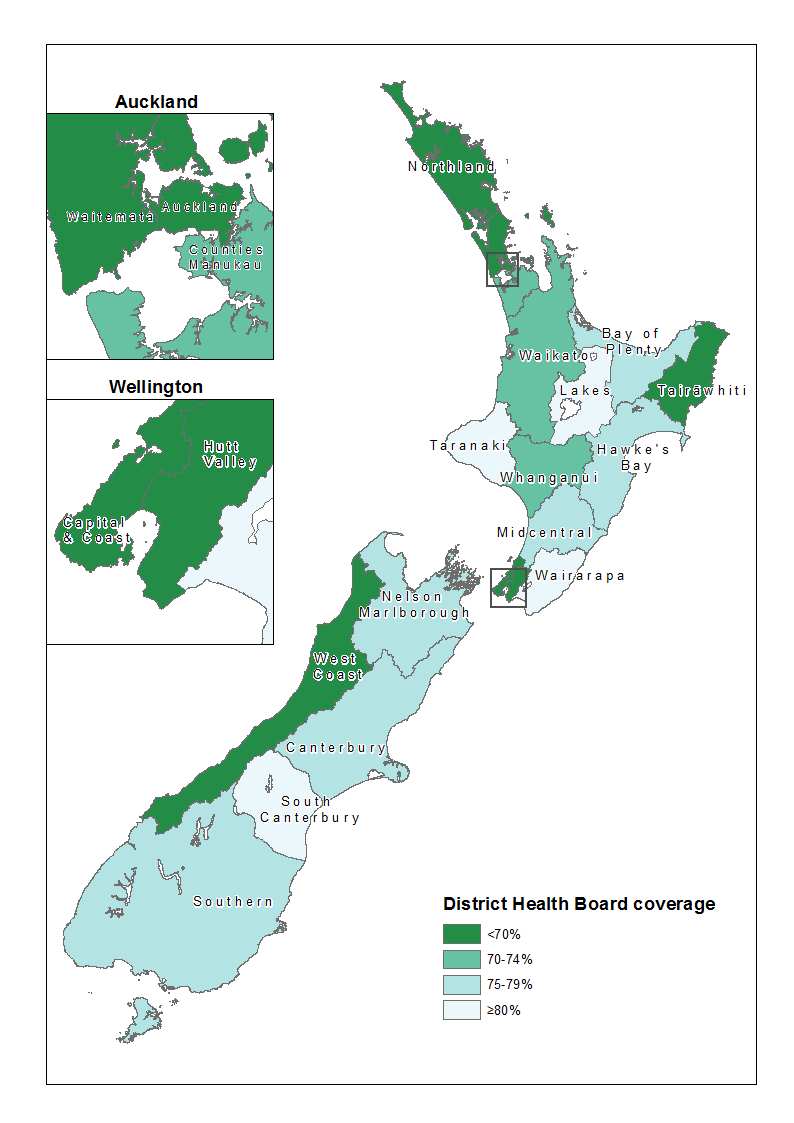 Auckland
Waitematā
Auckland
Counties
Manukau
Wellington
Hutt
Valley
Capital
& Coast
Northland
Waikato
Bay of
Plenty
Lakes
Tairāwhiti
Taranaki
Hawke's
Bay
Whanganui
Midcentral
Wairarapa
Nelson
Marlborough
West
Coast
Canterbury
South
Canterbury
Southern
District Health Board coverage
<70%
70-74%
75-79%
≥80%